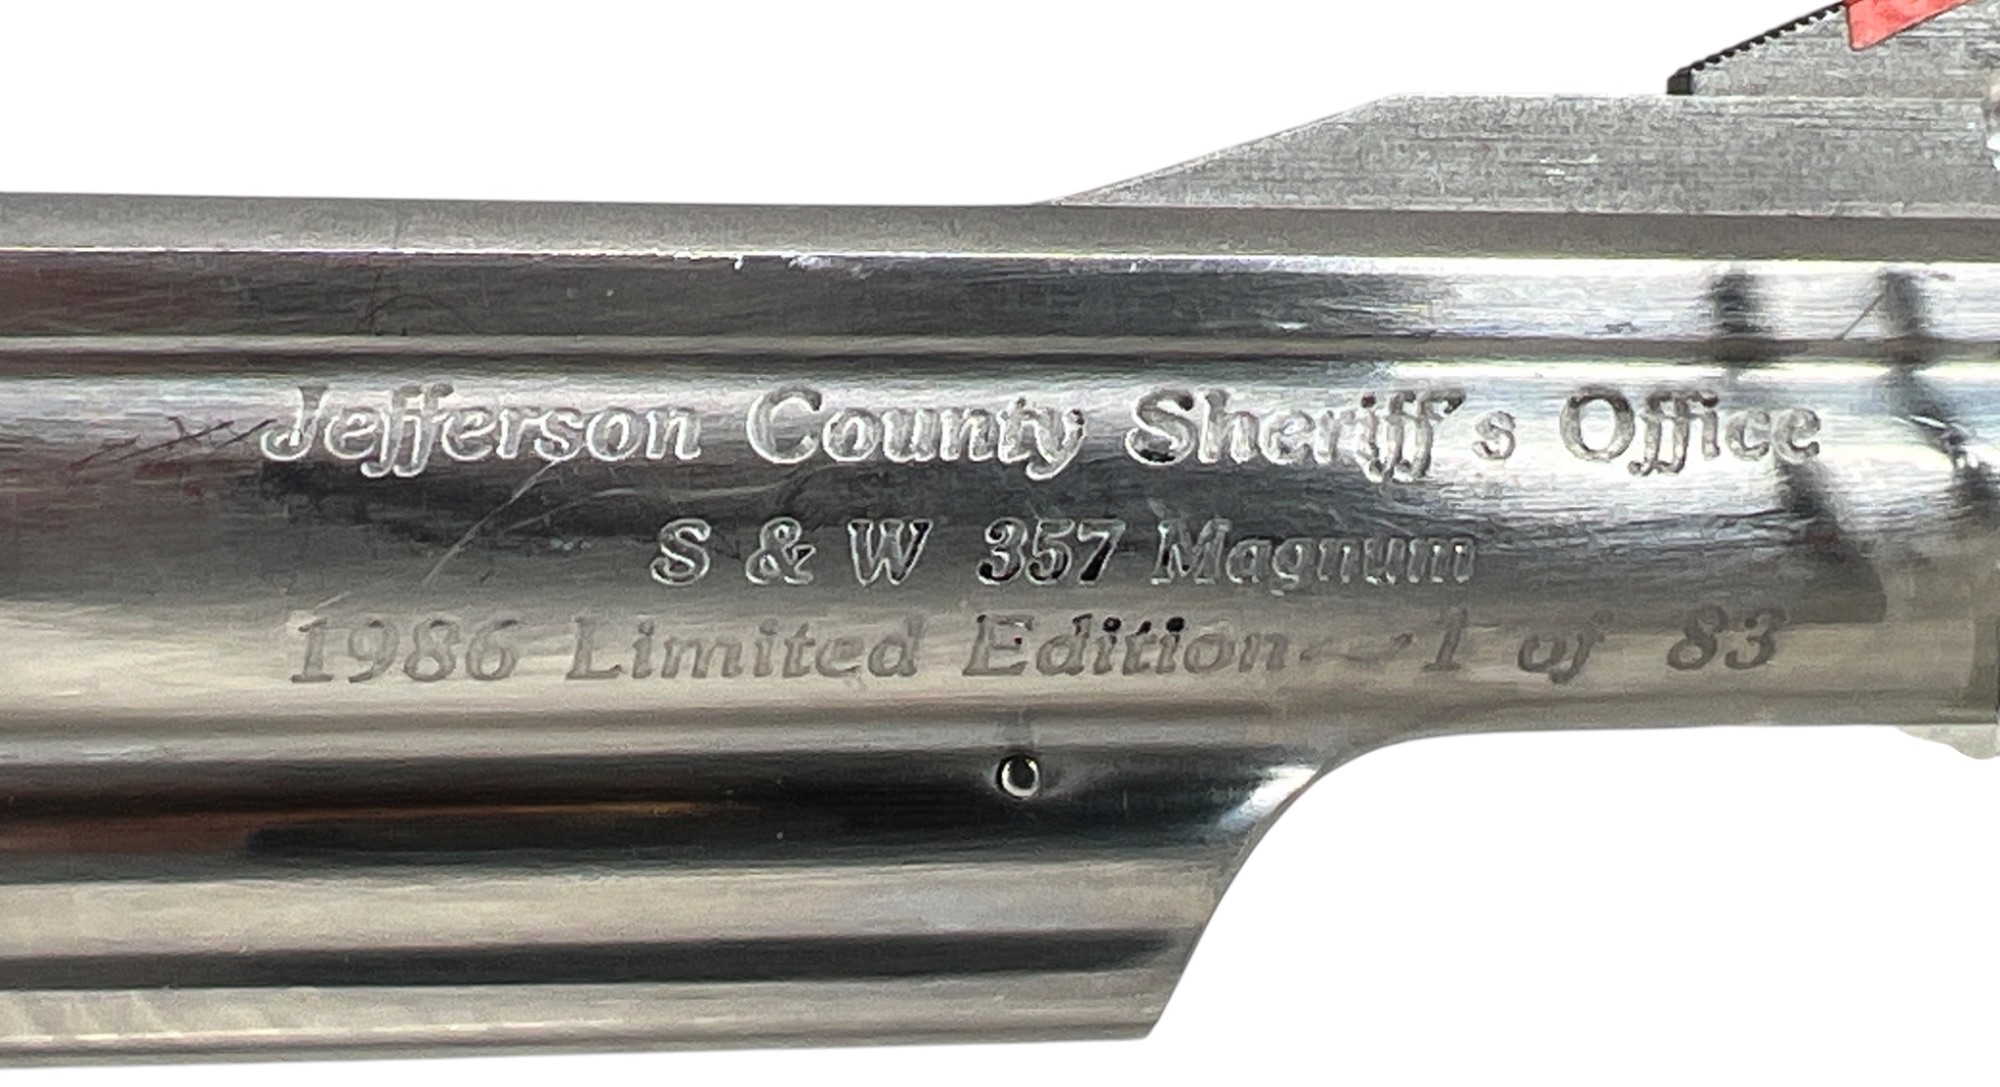 Jefferson County Sheriff's Office
S & W 357 Magnum
1986 Limited Edition - 1 of 83